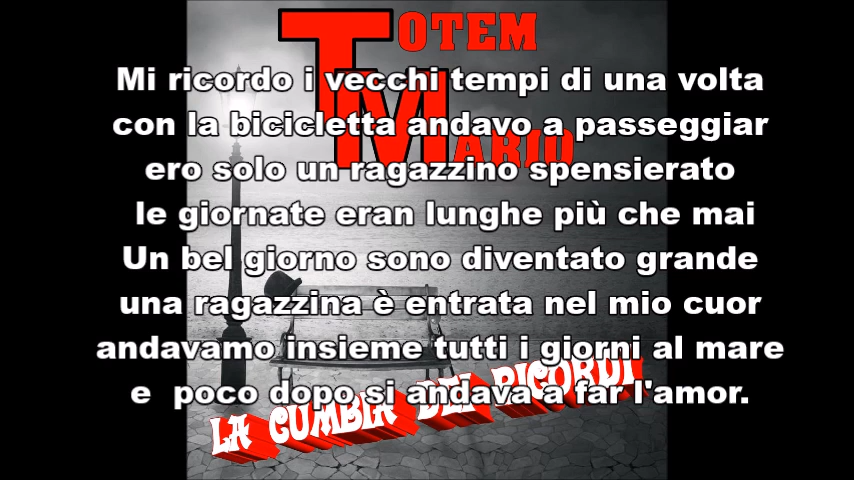 TOTEM
MARIO
Mi ricordo i vecchi tempi di una volta
con la bicicletta andavo a passeggiar
ero solo un ragazzino spensierato
le giornate eran lunghe più che mai
Un bel giorno sono diventato grande
una ragazzina è entrata nel mio cuor
andavamo insieme tutti i giorni al mare
e poco dopo si andava a far l'amor.
LA CUMBIA DEI RICORDI